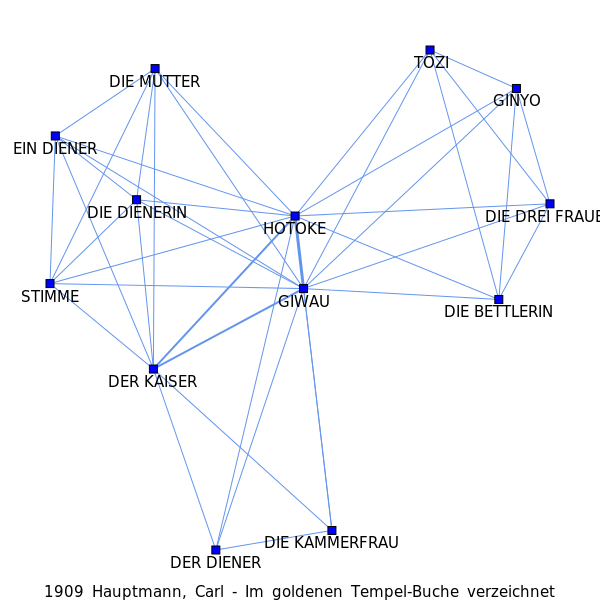 TOZI
DIE MUTTER
GINYO
EIN DIENER
DIE DIENERIN
DIE DREI FRAUE
HOTOKE
STIMME
GIWAU
DIE BETTLERIN
DER KAISER
DIE KAMMERFRAU
DER DIENER
1909 Hauptmann, Carl - Im goldenen Tempel-Buche verzeichnet